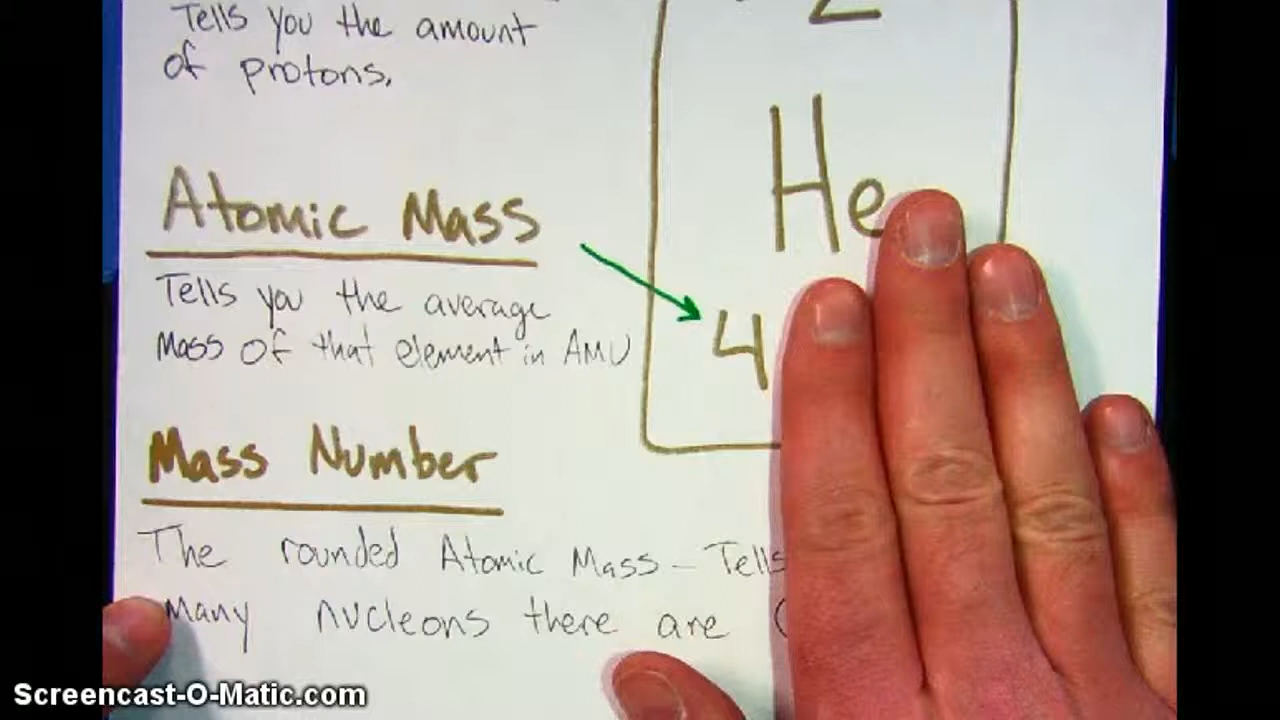 Tells you the amount
of protons.
2
He
Atomic Mass
4
Tells you the average
Mass of that element in AMU
Mass Number
The rounded Atomic Mass - Tells
Many nucleons there are (
Screencast-O-Matic.com